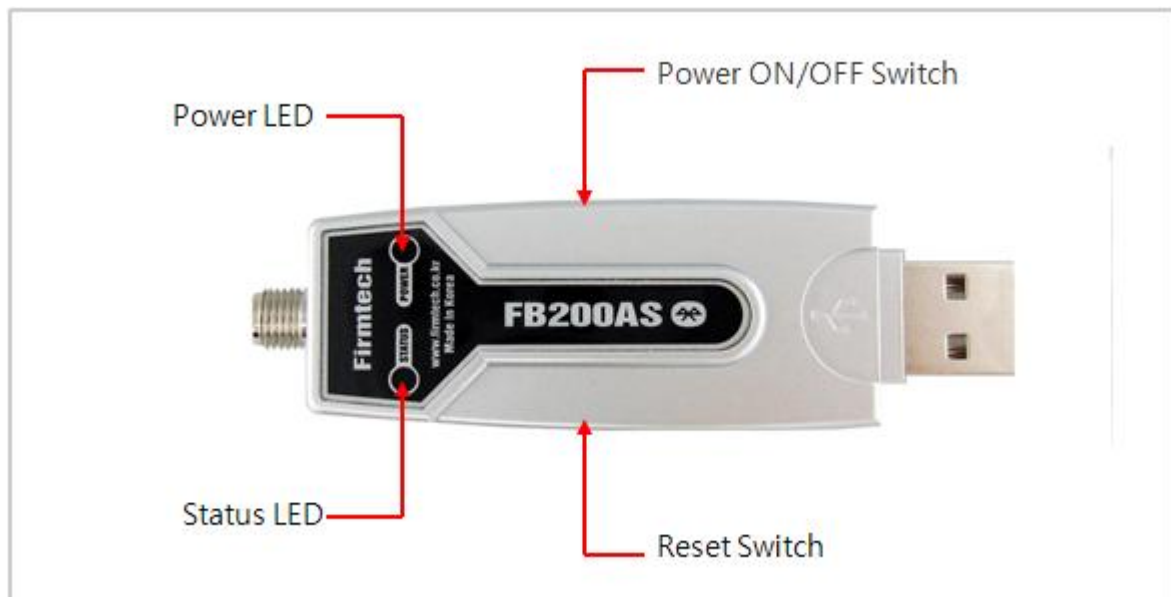 Power ON/OFF Switch
Power LED
Firmtech
POWER
STATUS
www.firmtech.co.kr
Made in Korea
FB200AS
Status LED
Reset Switch